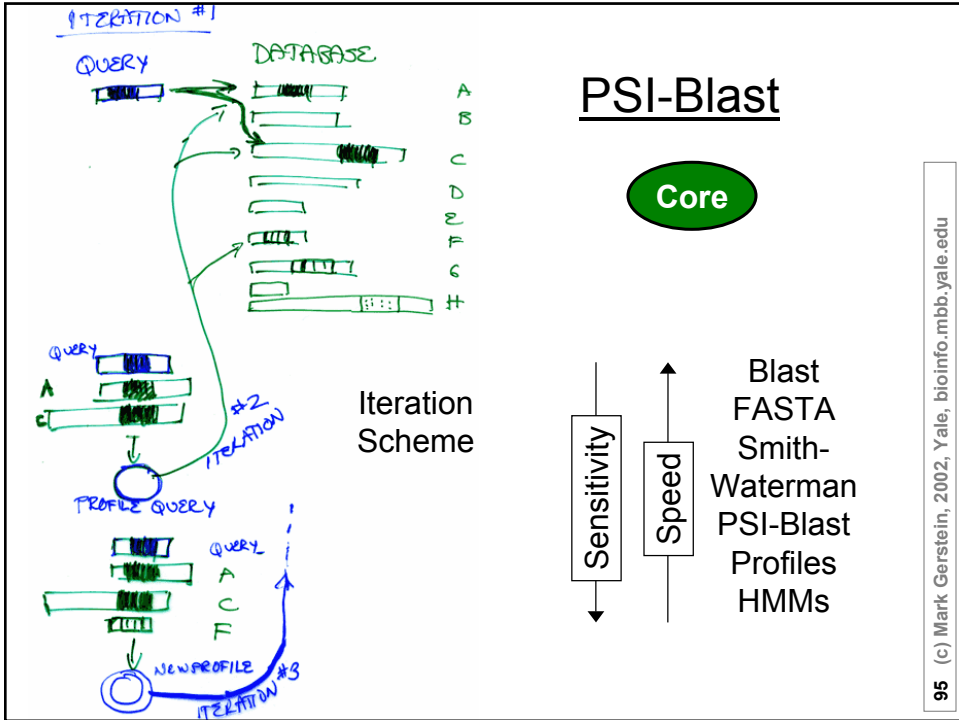 ITERATION #1
QUERY
DATABASE
A
B
C
D
E
F
G
H
QUERY
A
C
#2
ITERATION
PROFILE QUERY
QUERY
A
C
F
NEW PROFILE
ITERATION #3
PSI-Blast
Core
Iteration
Scheme
Sensitivity
Speed
Blast
FASTA
Smith-
Waterman
PSI-Blast
Profiles
HMMs
95 (c) Mark Gerstein, 2002, Yale, bioinfo.mbb.yale.edu